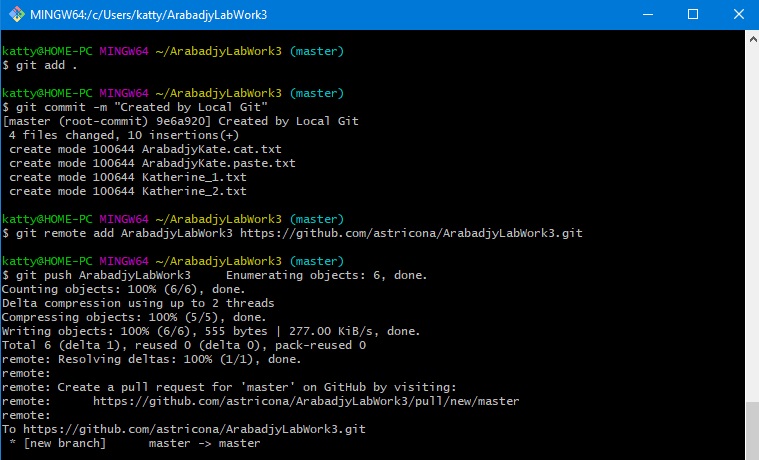 MINGW64:/c/Users/katty/ArabadjyLabWork3
katty@HOME-PC MINGW64 ~/ArabadjyLabWork3 (master)
$ git add .
katty@HOME-PC MINGW64 ~/ArabadjyLabWork3 (master)
$ git commit -m "Created by Local Git"
[master (root-commit) 9e6a920] Created by Local Git
 4 files changed, 10 insertions(+)
 create mode 100644 ArabadjyKate.cat.txt
 create mode 100644 ArabadjyKate.paste.txt
 create mode 100644 Katherine_1.txt
 create mode 100644 Katherine_2.txt
katty@HOME-PC MINGW64 ~/ArabadjyLabWork3 (master)
$ git remote add ArabadjyLabWork3 https://github.com/astricona/ArabadjyLabWork3.git
katty@HOME-PC MINGW64 ~/ArabadjyLabWork3 (master)
$ git push ArabadjyLabWork3     Enumerating objects: 6, done.
Counting objects: 100% (6/6), done.
Delta compression using up to 2 threads
Compressing objects: 100% (5/5), done.
Writing objects: 100% (6/6), 555 bytes | 277.00 KiB/s, done.
Total 6 (delta 1), reused 0 (delta 0), pack-reused 0
remote: Resolving deltas: 100% (1/1), done.
remote:
remote: Create a pull request for 'master' on GitHub by visiting:
remote:      https://github.com/astricona/ArabadjyLabWork3/pull/new/master
remote:
To https://github.com/astricona/ArabadjyLabWork3.git
 * [new branch]      master -> master